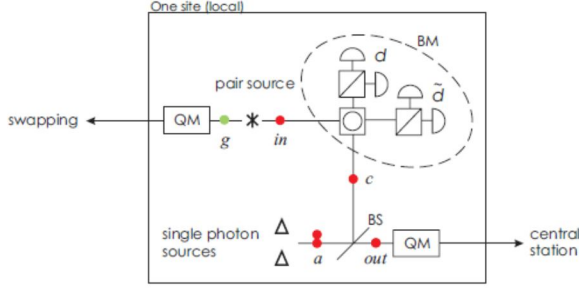 One site (local)
BM
d
pair source
d̃
swapping
QM
g
in
c
single photon
sources
BS
a
out
QM
central
station